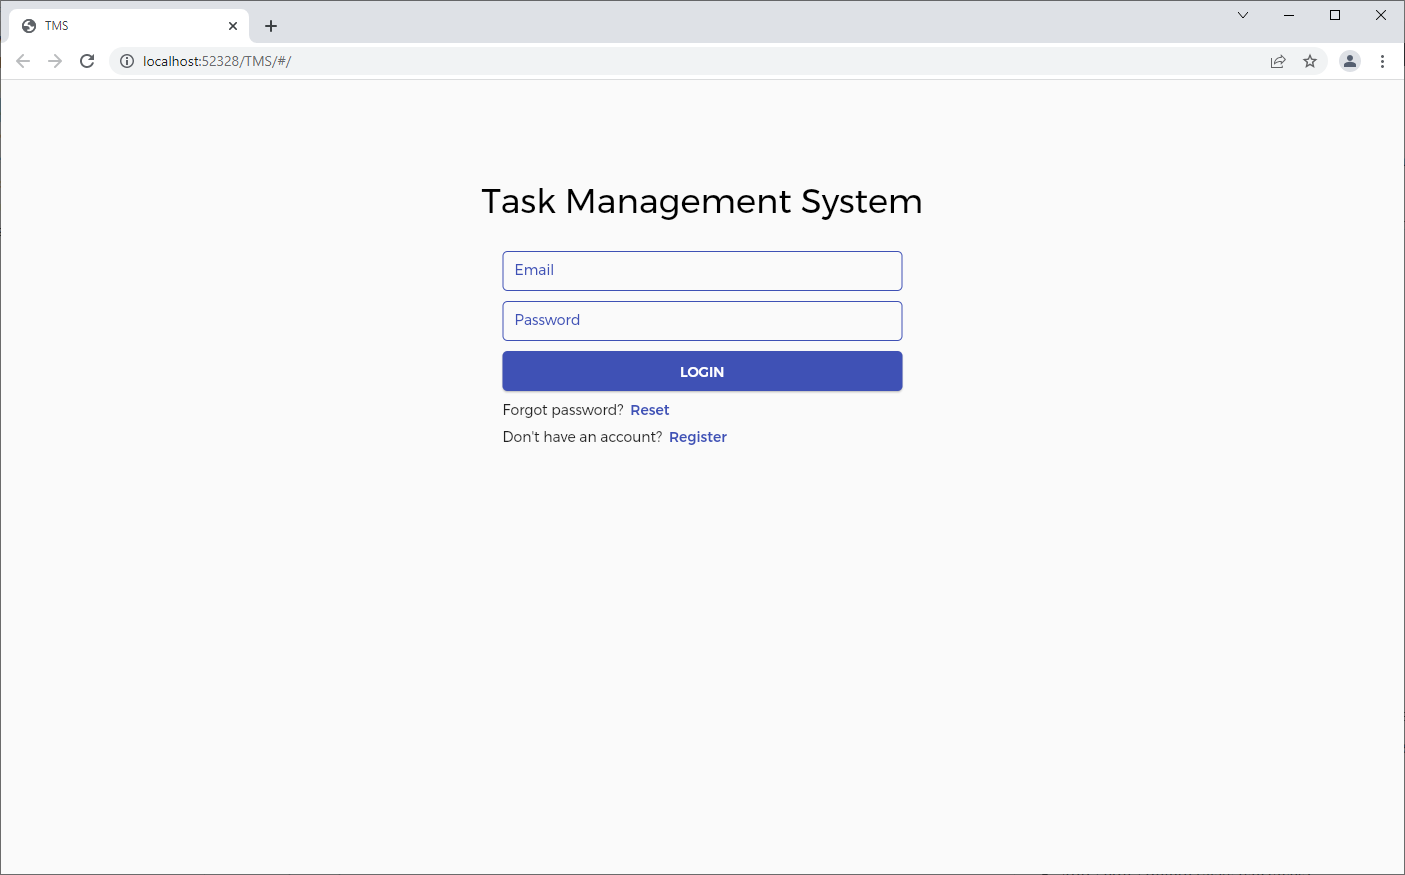 TMS
localhost:52328/TMS/#/
Task Management System
Email
Password
LOGIN
Forgot password? Reset
Don't have an account? Register